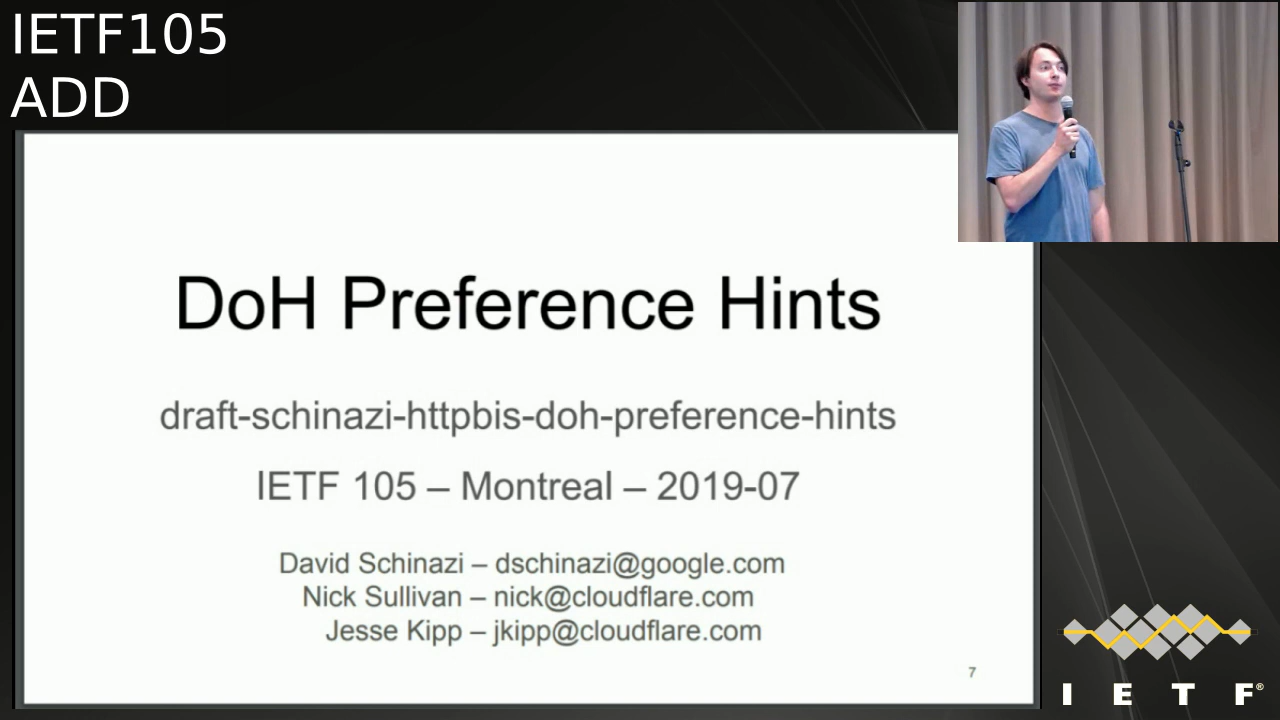 IETF105
ADD
DoH Preference Hints
draft-schinazi-httpbis-doh-preference-hints
IETF 105 – Montreal – 2019-07
David Schinazi – dschinazi@google.com
Nick Sullivan – nick@cloudflare.com
Jesse Kipp – jkipp@cloudflare.com
7
I E T F®